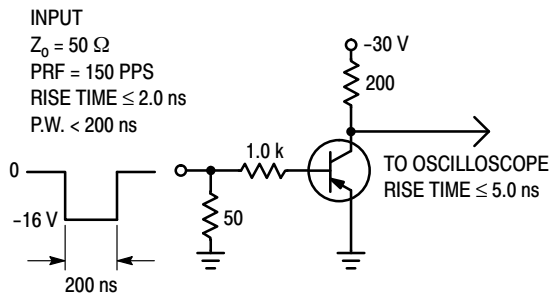 INPUT
Z₀ = 50 Ω
PRF = 150 PPS
RISE TIME ≤ 2.0 ns
P.W. < 200 ns
−30 V
200
1.0 k
TO OSCILLOSCOPE
RISE TIME ≤ 5.0 ns
0
50
−16 V
200 ns